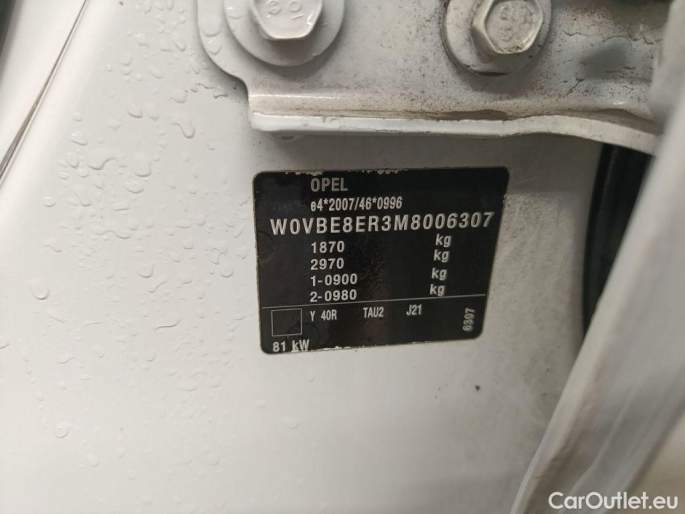 OPEL
e4*2007/46*0996
W0VBE8ER3M8006307
1870 kg
2970 kg
1-0900 kg
2-0980 kg
Y 40R TAU2 J21
6307
81 kW
CarOutlet.eu